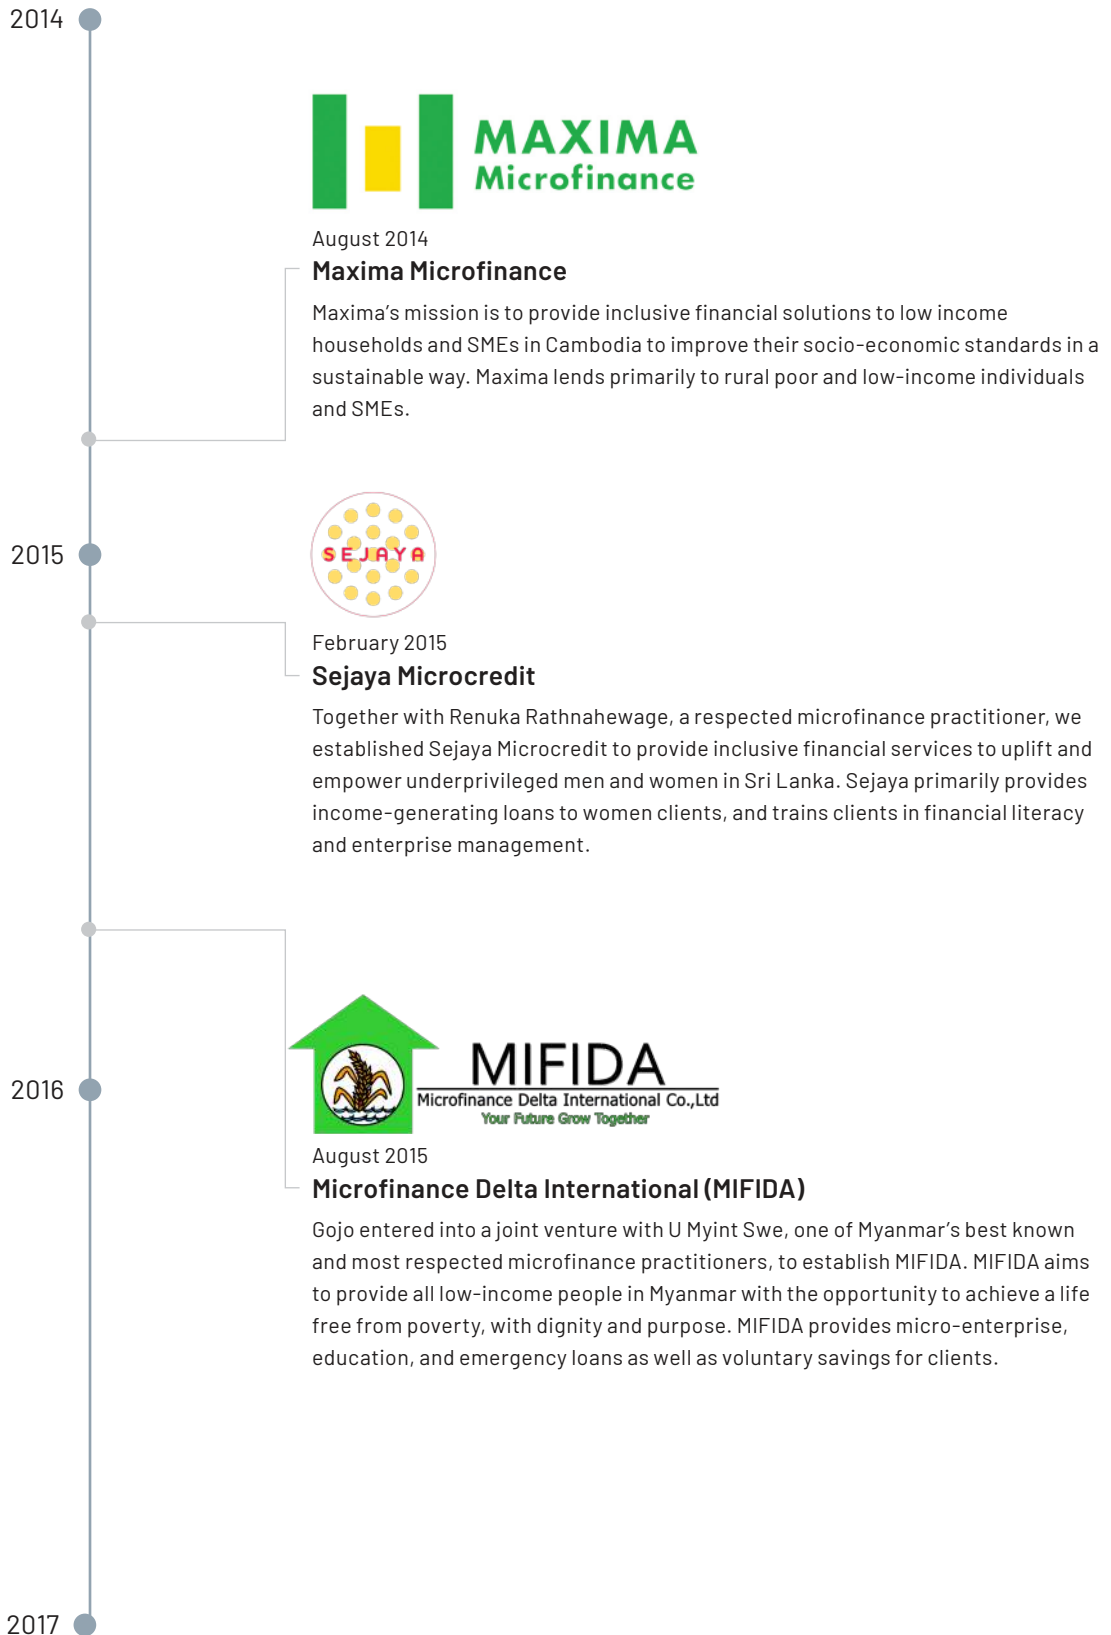 2014
MAXIMA
Microfinance
August 2014
Maxima Microfinance
Maxima's mission is to provide inclusive financial solutions to low income
households and SMEs in Cambodia to improve their socio-economic standards in a
sustainable way. Maxima lends primarily to rural poor and low-income individuals
and SMEs.
2015
SEJAYA
February 2015
Sejaya Microcredit
Together with Renuka Rathnahewage, a respected microfinance practitioner, we
established Sejaya Microcredit to provide inclusive financial services to uplift and
empower underprivileged men and women in Sri Lanka. Sejaya primarily provides
income-generating loans to women clients, and trains clients in financial literacy
and enterprise management.
2016
MIFIDA
Microfinance Delta International Co.,Ltd
Your Future Grow Together
August 2015
Microfinance Delta International (MIFIDA)
Gojo entered into a joint venture with U Myint Swe, one of Myanmar's best known
and most respected microfinance practitioners, to establish MIFIDA. MIFIDA aims
to provide all low-income people in Myanmar with the opportunity to achieve a life
free from poverty, with dignity and purpose. MIFIDA provides micro-enterprise,
education, and emergency loans as well as voluntary savings for clients.
2017